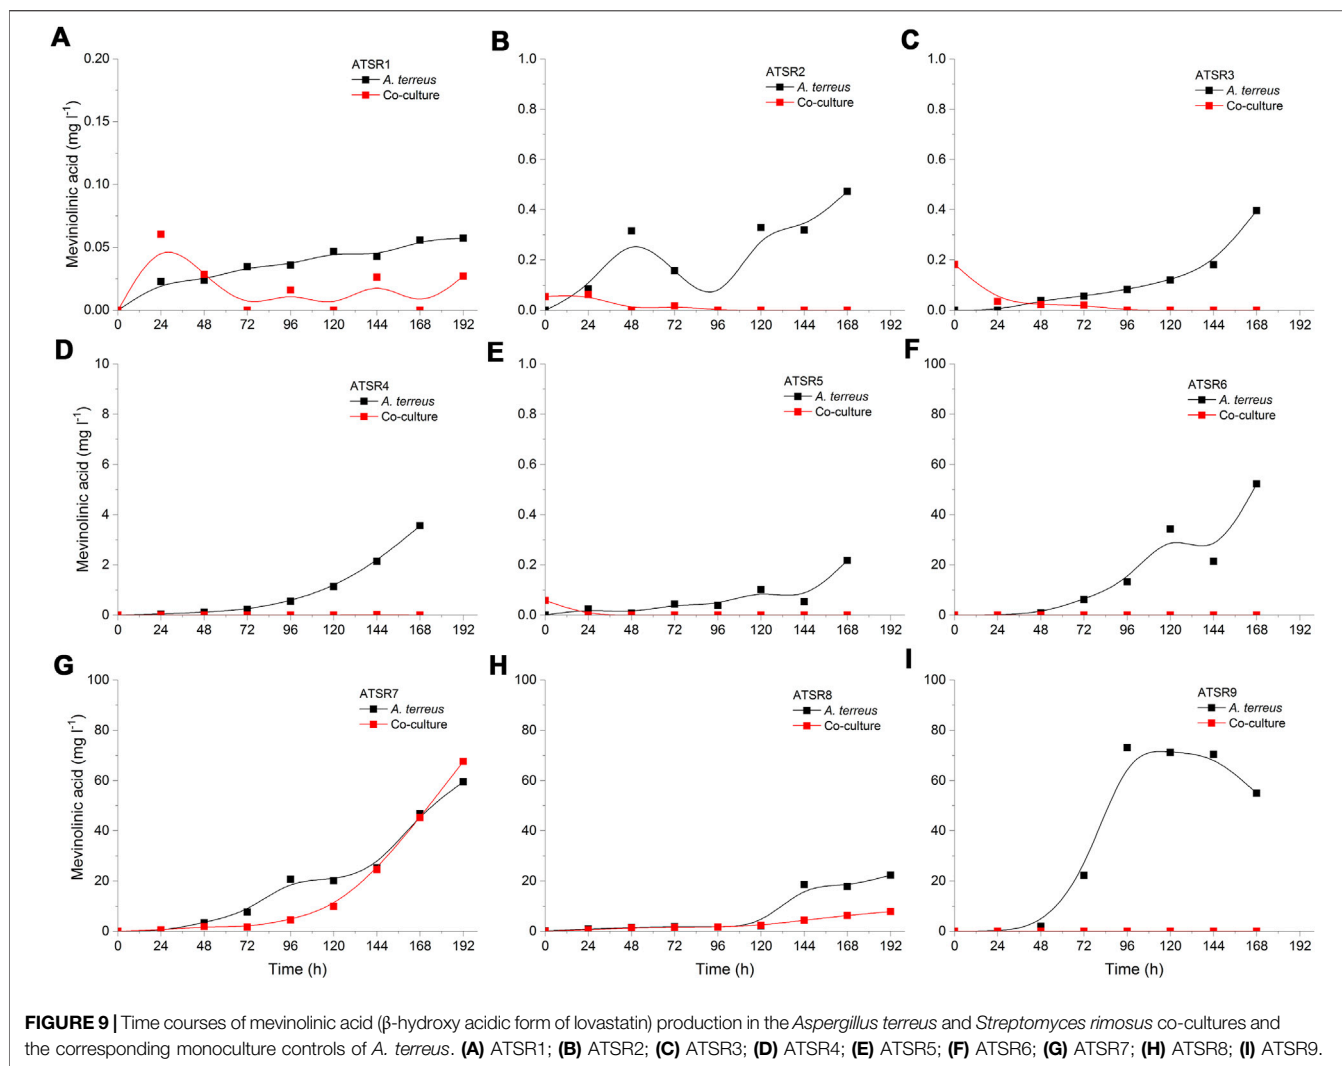 A
ATSR1
A. terreus
Co-culture
Meviniolinic acid (mg l-1)
0.20
0.15
0.10
0.05
0.00
0 24 48 72 96 120 144 168 192
B
ATSR2
A. terreus
Co-culture
1.0
0.8
0.6
0.4
0.2
0.0
0 24 48 72 96 120 144 168 192
C
ATSR3
A. terreus
Co-culture
1.0
0.8
0.6
0.4
0.2
0.0
0 24 48 72 96 120 144 168 192
D
ATSR4
A. terreus
Co-culture
Mevinolinic acid (mg l-1)
10
8
6
4
2
0
0 24 48 72 96 120 144 168 192
E
ATSR5
A. terreus
Co-culture
1.0
0.8
0.6
0.4
0.2
0.0
0 24 48 72 96 120 144 168 192
F
ATSR6
A. terreus
Co-culture
100
80
60
40
20
0
0 24 48 72 96 120 144 168 192
G
ATSR7
A. terreus
Co-culture
Mevinolinic acid (mg l-1)
100
80
60
40
20
0
0 24 48 72 96 120 144 168 192
Time (h)
H
ATSR8
A. terreus
Co-culture
100
80
60
40
20
0
0 24 48 72 96 120 144 168 192
Time (h)
I
ATSR9
A. terreus
Co-culture
100
80
60
40
20
0
0 24 48 72 96 120 144 168 192
Time (h)
FIGURE 9 | Time courses of mevinolinic acid (β-hydroxy acidic form of lovastatin) production in the Aspergillus terreus and Streptomyces rimosus co-cultures and
the corresponding monoculture controls of A. terreus. (A) ATSR1; (B) ATSR2; (C) ATSR3; (D) ATSR4; (E) ATSR5; (F) ATSR6; (G) ATSR7; (H) ATSR8; (I) ATSR9.